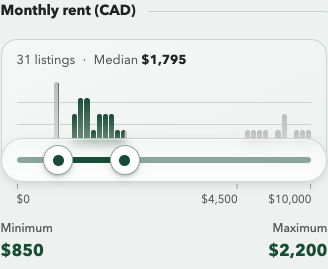 Monthly rent (CAD)
31 listings · Median $1,795
$0 $4,500 $10,000
Minimum Maximum
$850 $2,200